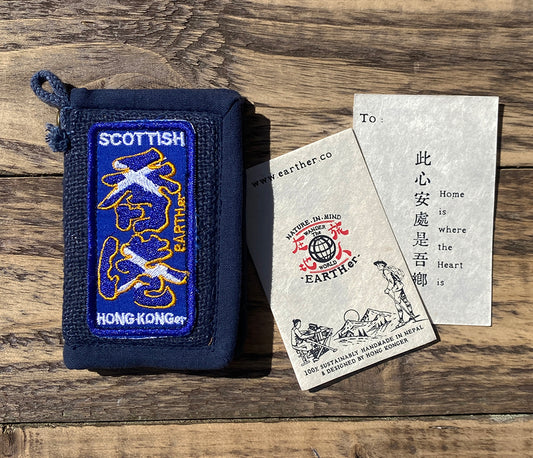 SCOTTISH
EARTHer
HONG KONGer
www.earther.co
NATURE.IN.MIND
WANDER
The
WORLD
-EARTHer-
100% SUSTAINABLY HANDMADE IN NEPAL
& DESIGNED BY HONG KONGER
To :
此心安處是吾鄉
Home
is
where
the
Heart
is